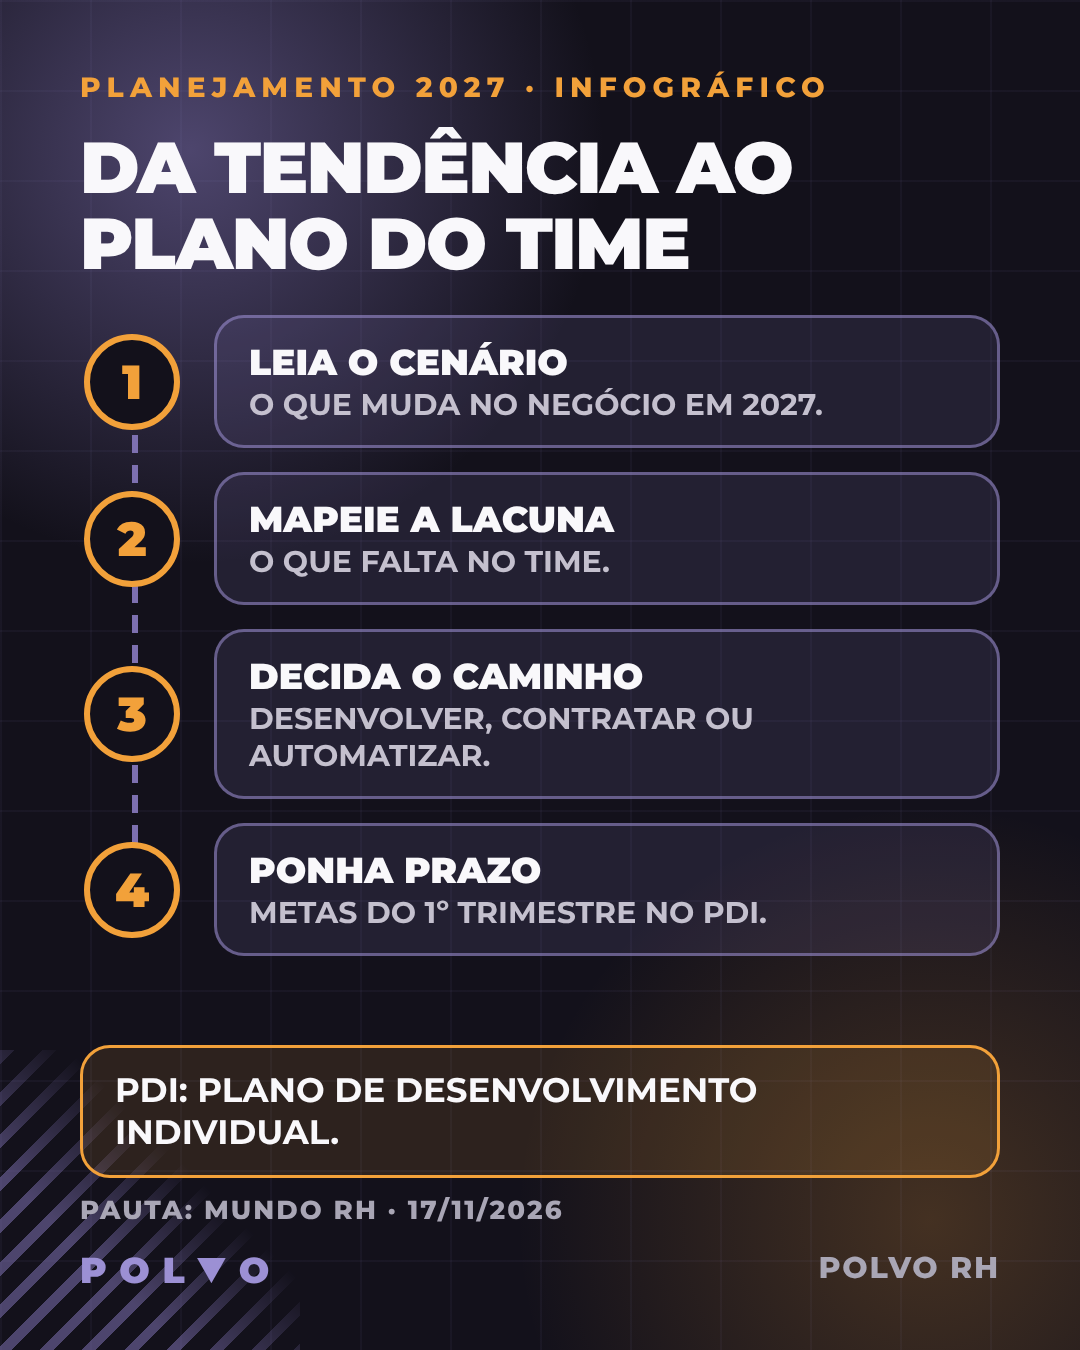 PLANEJAMENTO 2027 · INFOGRÁFICO
DA TENDÊNCIA AO
PLANO DO TIME
1
LEIA O CENÁRIO
O QUE MUDA NO NEGÓCIO EM 2027.
2
MAPEIE A LACUNA
O QUE FALTA NO TIME.
3
DECIDA O CAMINHO
DESENVOLVER, CONTRATAR OU
AUTOMATIZAR.
4
PONHA PRAZO
METAS DO 1º TRIMESTRE NO PDI.
PDI: PLANO DE DESENVOLVIMENTO
INDIVIDUAL.
PAUTA: MUNDO RH · 17/11/2026
POLVO
POLVO RH